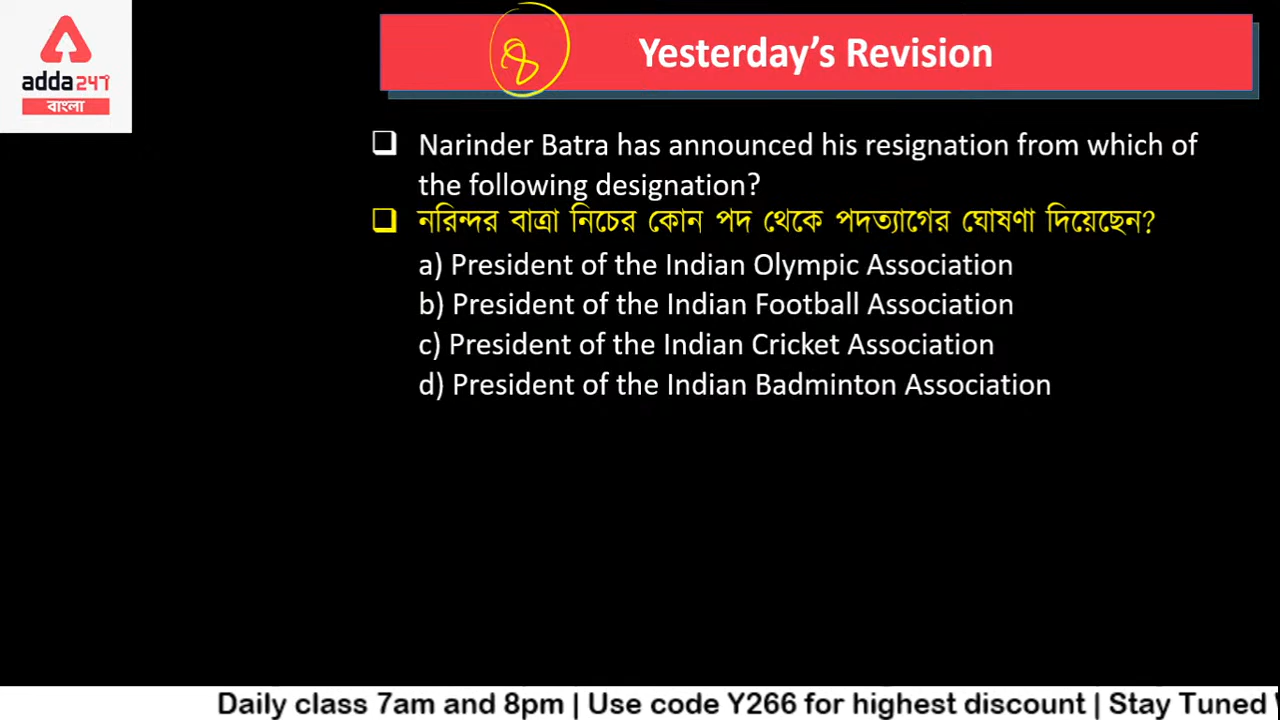 adda247
বাংলা
8
Yesterday's Revision
Narinder Batra has announced his resignation from which of
the following designation?
নরিন্দর বাত্রা নিচের কোন পদ থেকে পদত্যাগের ঘোষণা দিয়েছেন?
a) President of the Indian Olympic Association
b) President of the Indian Football Association
c) President of the Indian Cricket Association
d) President of the Indian Badminton Association
Daily class 7am and 8pm | Use code Y266 for highest discount | Stay Tuned